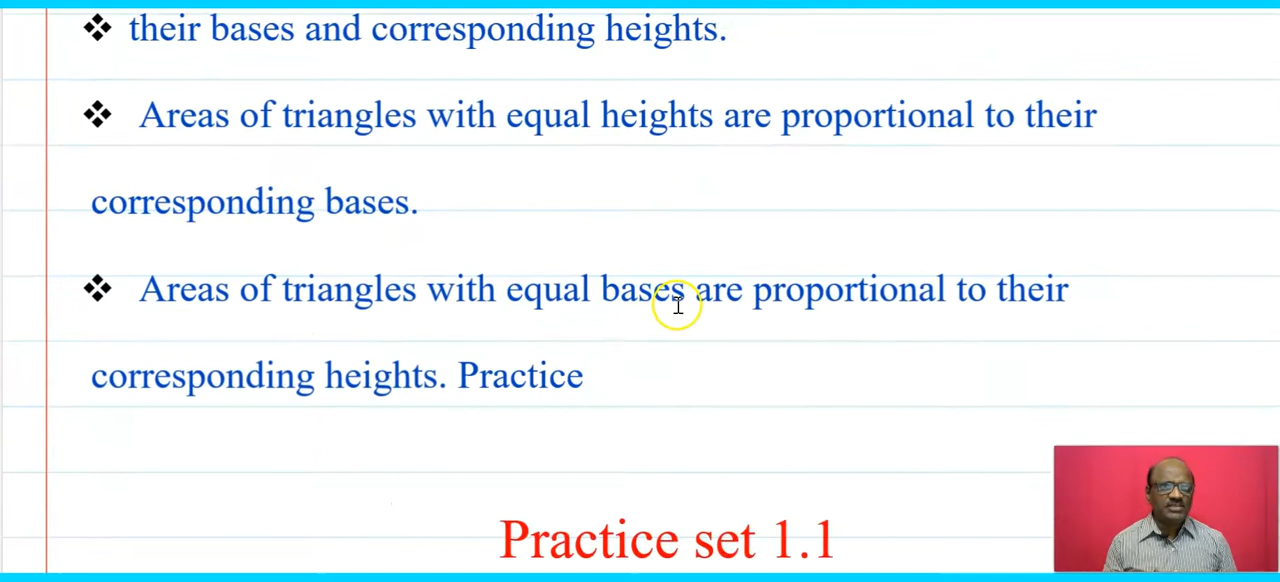 ❖ their bases and corresponding heights.
❖ Areas of triangles with equal heights are proportional to their
corresponding bases.
❖ Areas of triangles with equal bases are proportional to their
corresponding heights. Practice
Practice set 1.1